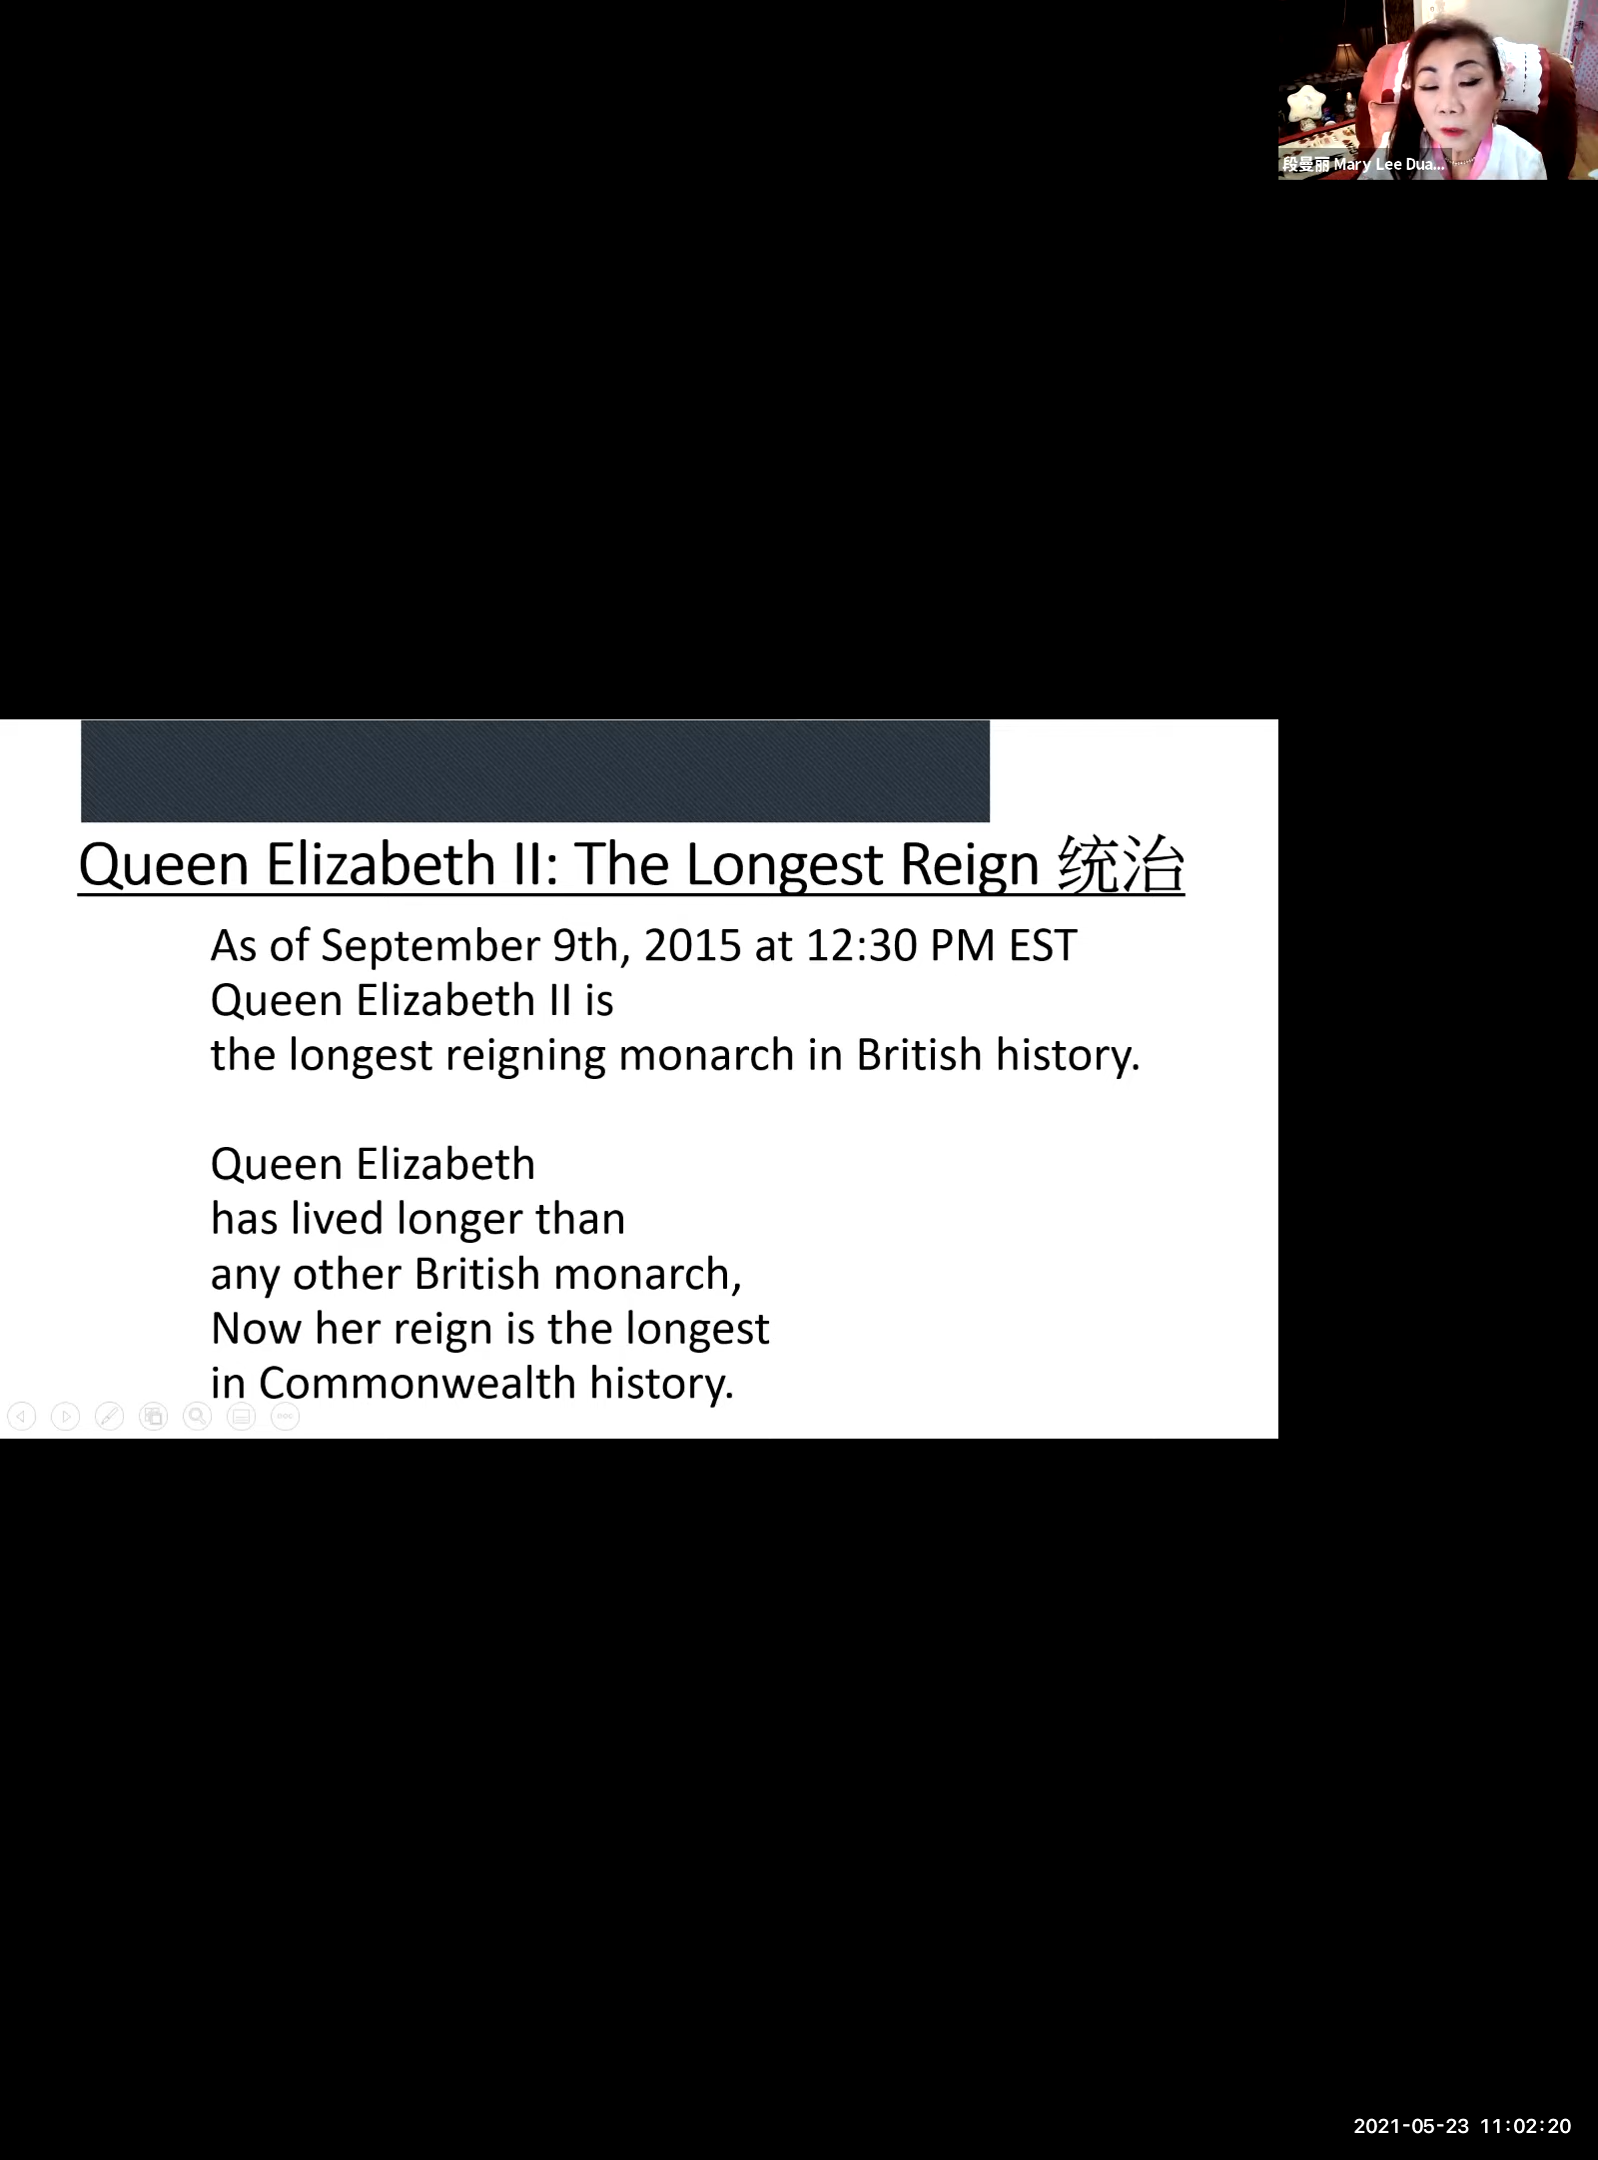 段曼丽 Mary Lee Dua...
Queen Elizabeth II: The Longest Reign 统治
As of September 9th, 2015 at 12:30 PM EST
Queen Elizabeth II is
the longest reigning monarch in British history.
Queen Elizabeth
has lived longer than
any other British monarch,
Now her reign is the longest
in Commonwealth history.
2021-05-23 11:02:20